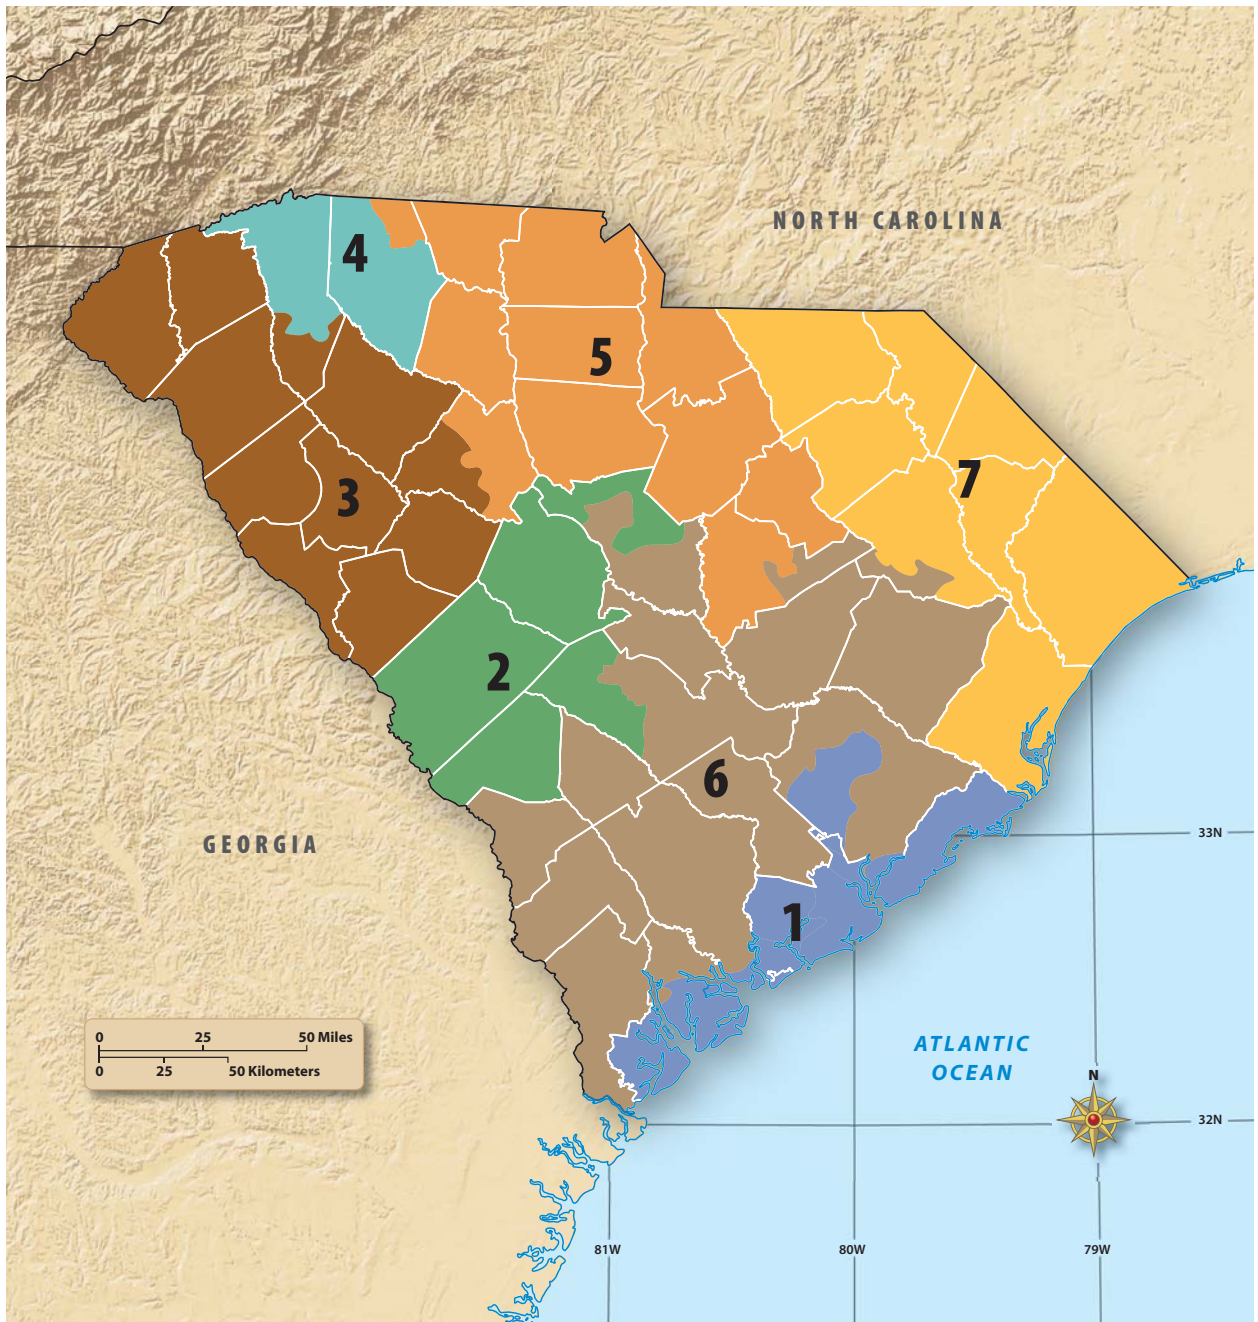 NORTH CAROLINA
4
5
7
3
2
6
GEORGIA
33N
1
0 25 50 Miles
0 25 50 Kilometers
ATLANTIC
OCEAN
N
32N
81W 80W 79W